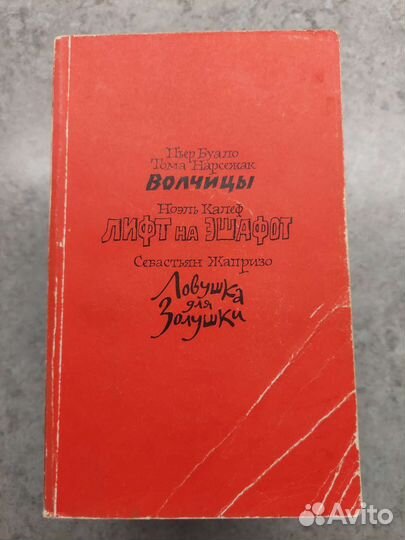 Пьер Буало
Тома Нарсежак
Волчицы
Ноэль Калеф
ЛИФТ НА ЭШАФОТ
Себастьян Жапризо
Ловушка
для
Золушки
Avito